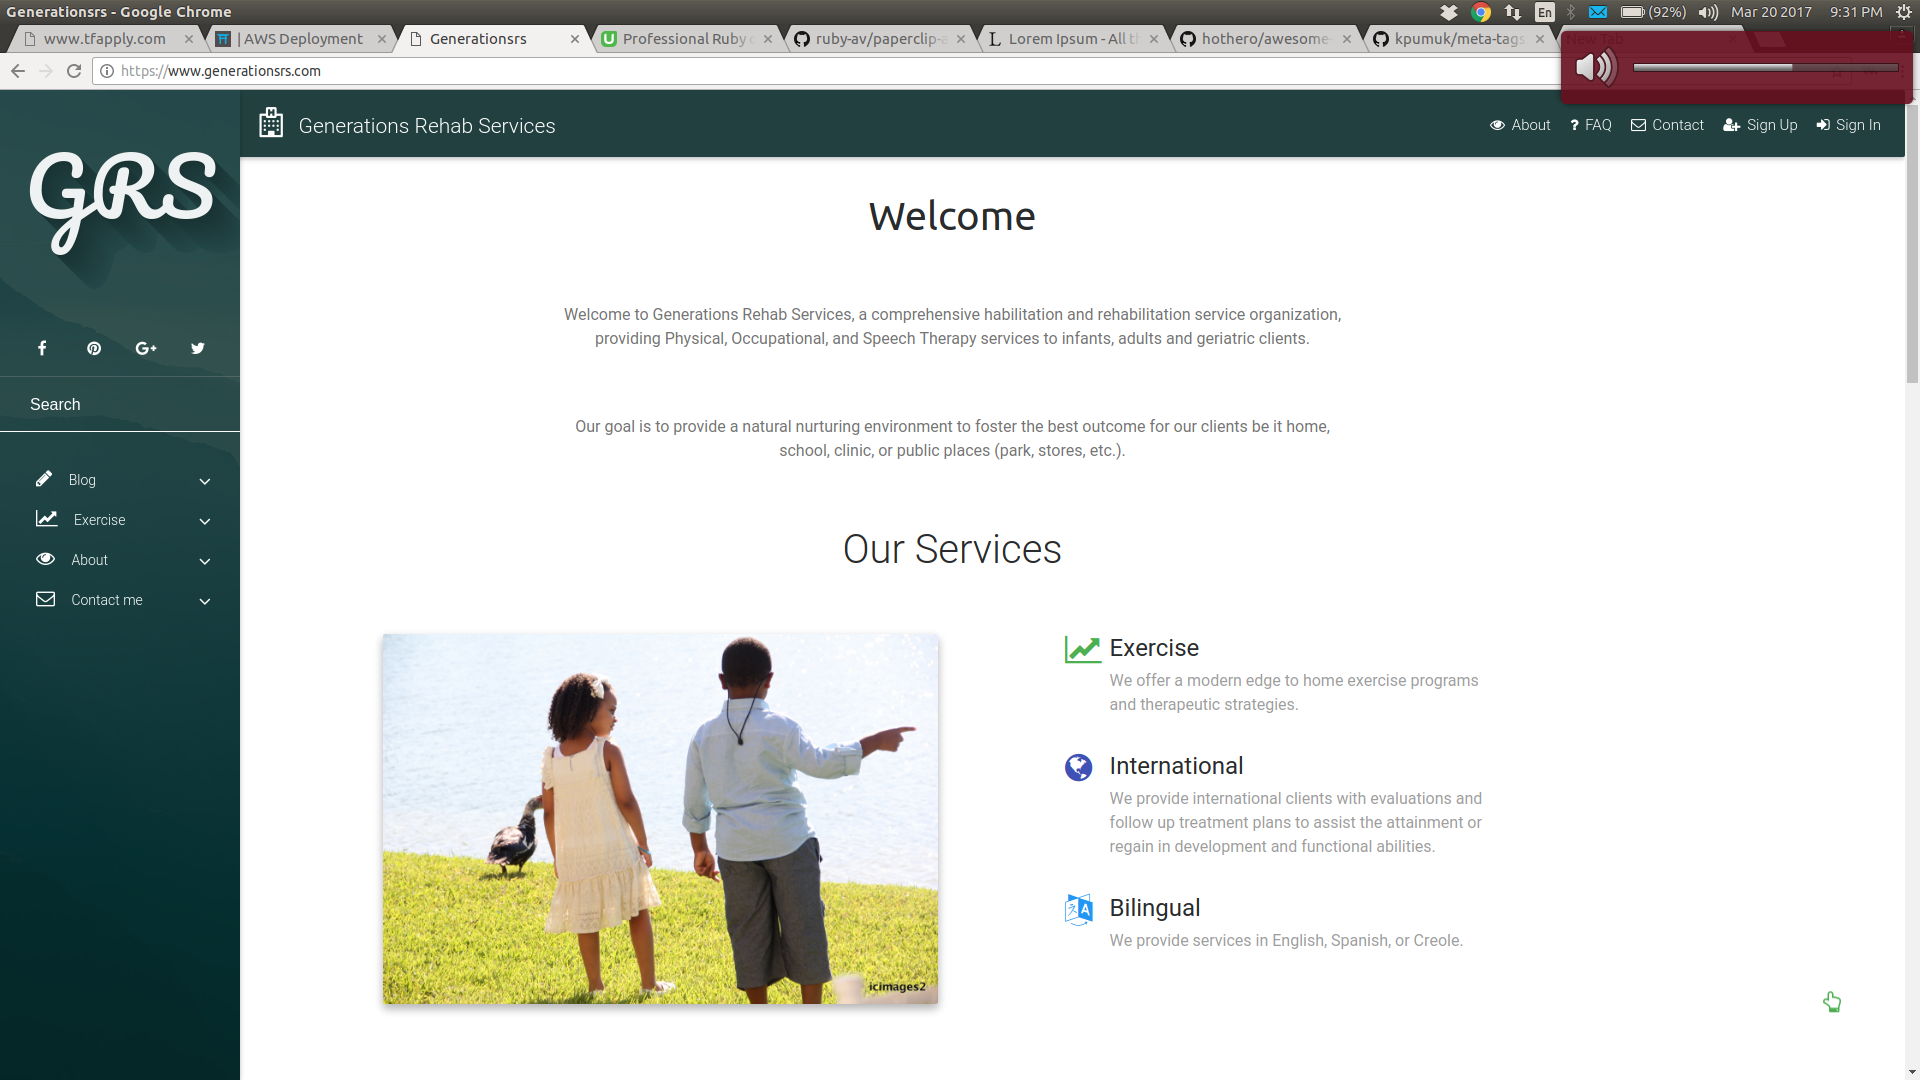 Generationsrs - Google Chrome
En
(92%)
Mar 20 2017
9:31 PM
www.tfapply.com
| AWS Deployment
Generationsrs
Professional Ruby
ruby-av/paperclip-a
Lorem Ipsum - All th
hothero/awesome-
kpumuk/meta-tags
New Tab
https://www.generationsrs.com
GRS
Generations Rehab Services
About
? FAQ
Contact
Sign Up
Sign In
Search
Blog
Exercise
About
Contact me
Welcome
Welcome to Generations Rehab Services, a comprehensive habilitation and rehabilitation service organization,
providing Physical, Occupational, and Speech Therapy services to infants, adults and geriatric clients.
Our goal is to provide a natural nurturing environment to foster the best outcome for our clients be it home,
school, clinic, or public places (park, stores, etc.).
Our Services
icimages2
Exercise
We offer a modern edge to home exercise programs
and therapeutic strategies.
International
We provide international clients with evaluations and
follow up treatment plans to assist the attainment or
regain in development and functional abilities.
Bilingual
We provide services in English, Spanish, or Creole.